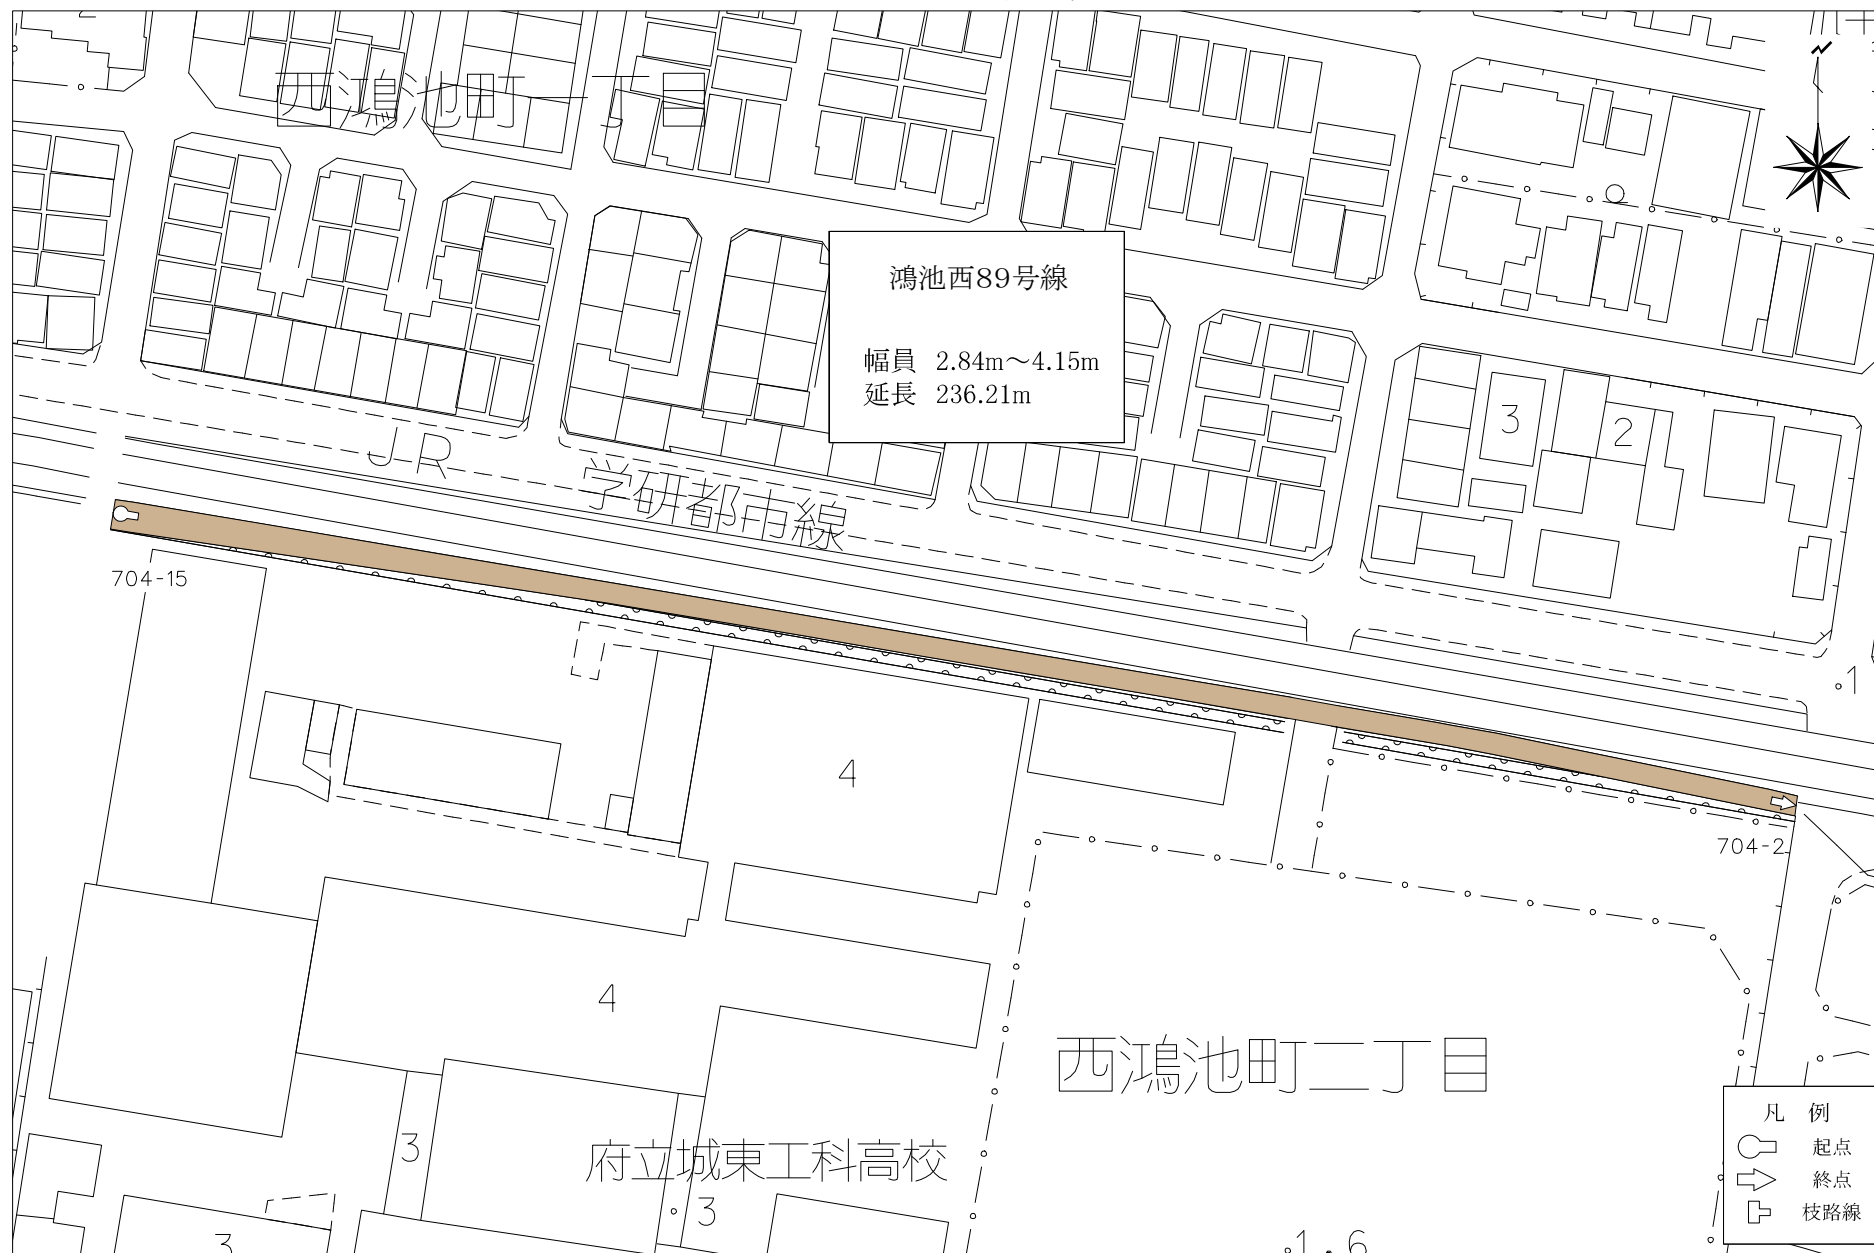 西鴻池町一丁目
鴻池西89号線
幅員 2.84m～4.15m
延長 236.21m
3
2
JR 学研都市線
704-15
1
4
704-2
4
西鴻池町二丁目
3
府立城東工科高校
3
3
1.6
凡 例
起点
終点
枝路線